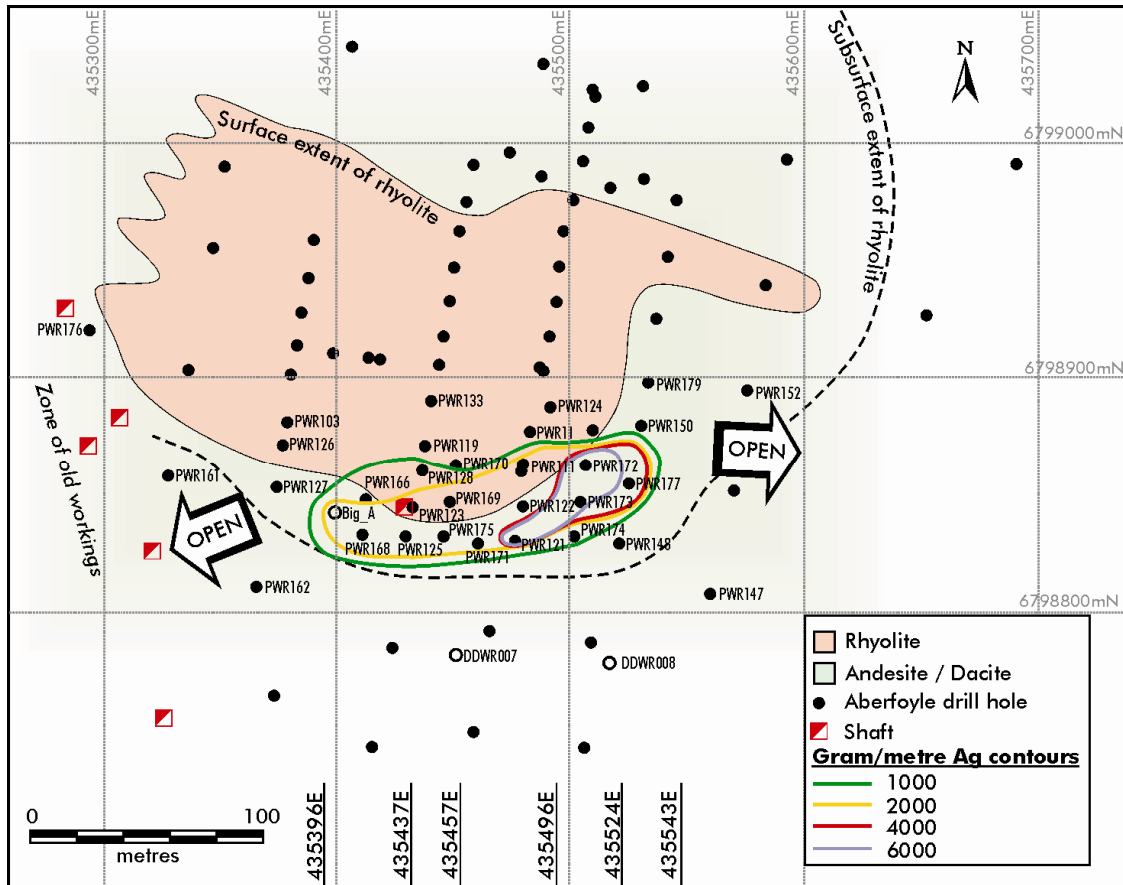 435300mE
435400mE
435500mE
435600mE
435700mE
N
Surface extent of rhyolite
Subsurface extent of rhyolite
6799000mN
PWR176
6798900mN
PWR179
PWR152
PWR133
PWR124
PWR103
PWR11
PWR150
PWR126
PWR119
OPEN
Zone of old workings
PWR170
PWR111
PWR172
PWR161
PWR128
PWR127
PWR166
PWR177
PWR169
PWR122
PWR173
Big_A
PWR123
OPEN
PWR168
PWR125
PWR175
PWR171
PWR121
PWR174
PWR148
PWR162
PWR147
6798800mN
DDWR007
DDWR008
Rhyolite
Andesite / Dacite
Aberfoyle drill hole
Shaft
Gram/metre Ag contours
1000
2000
4000
6000
0 100
metres
435396E
435437E
435457E
435496E
435524E
435543E